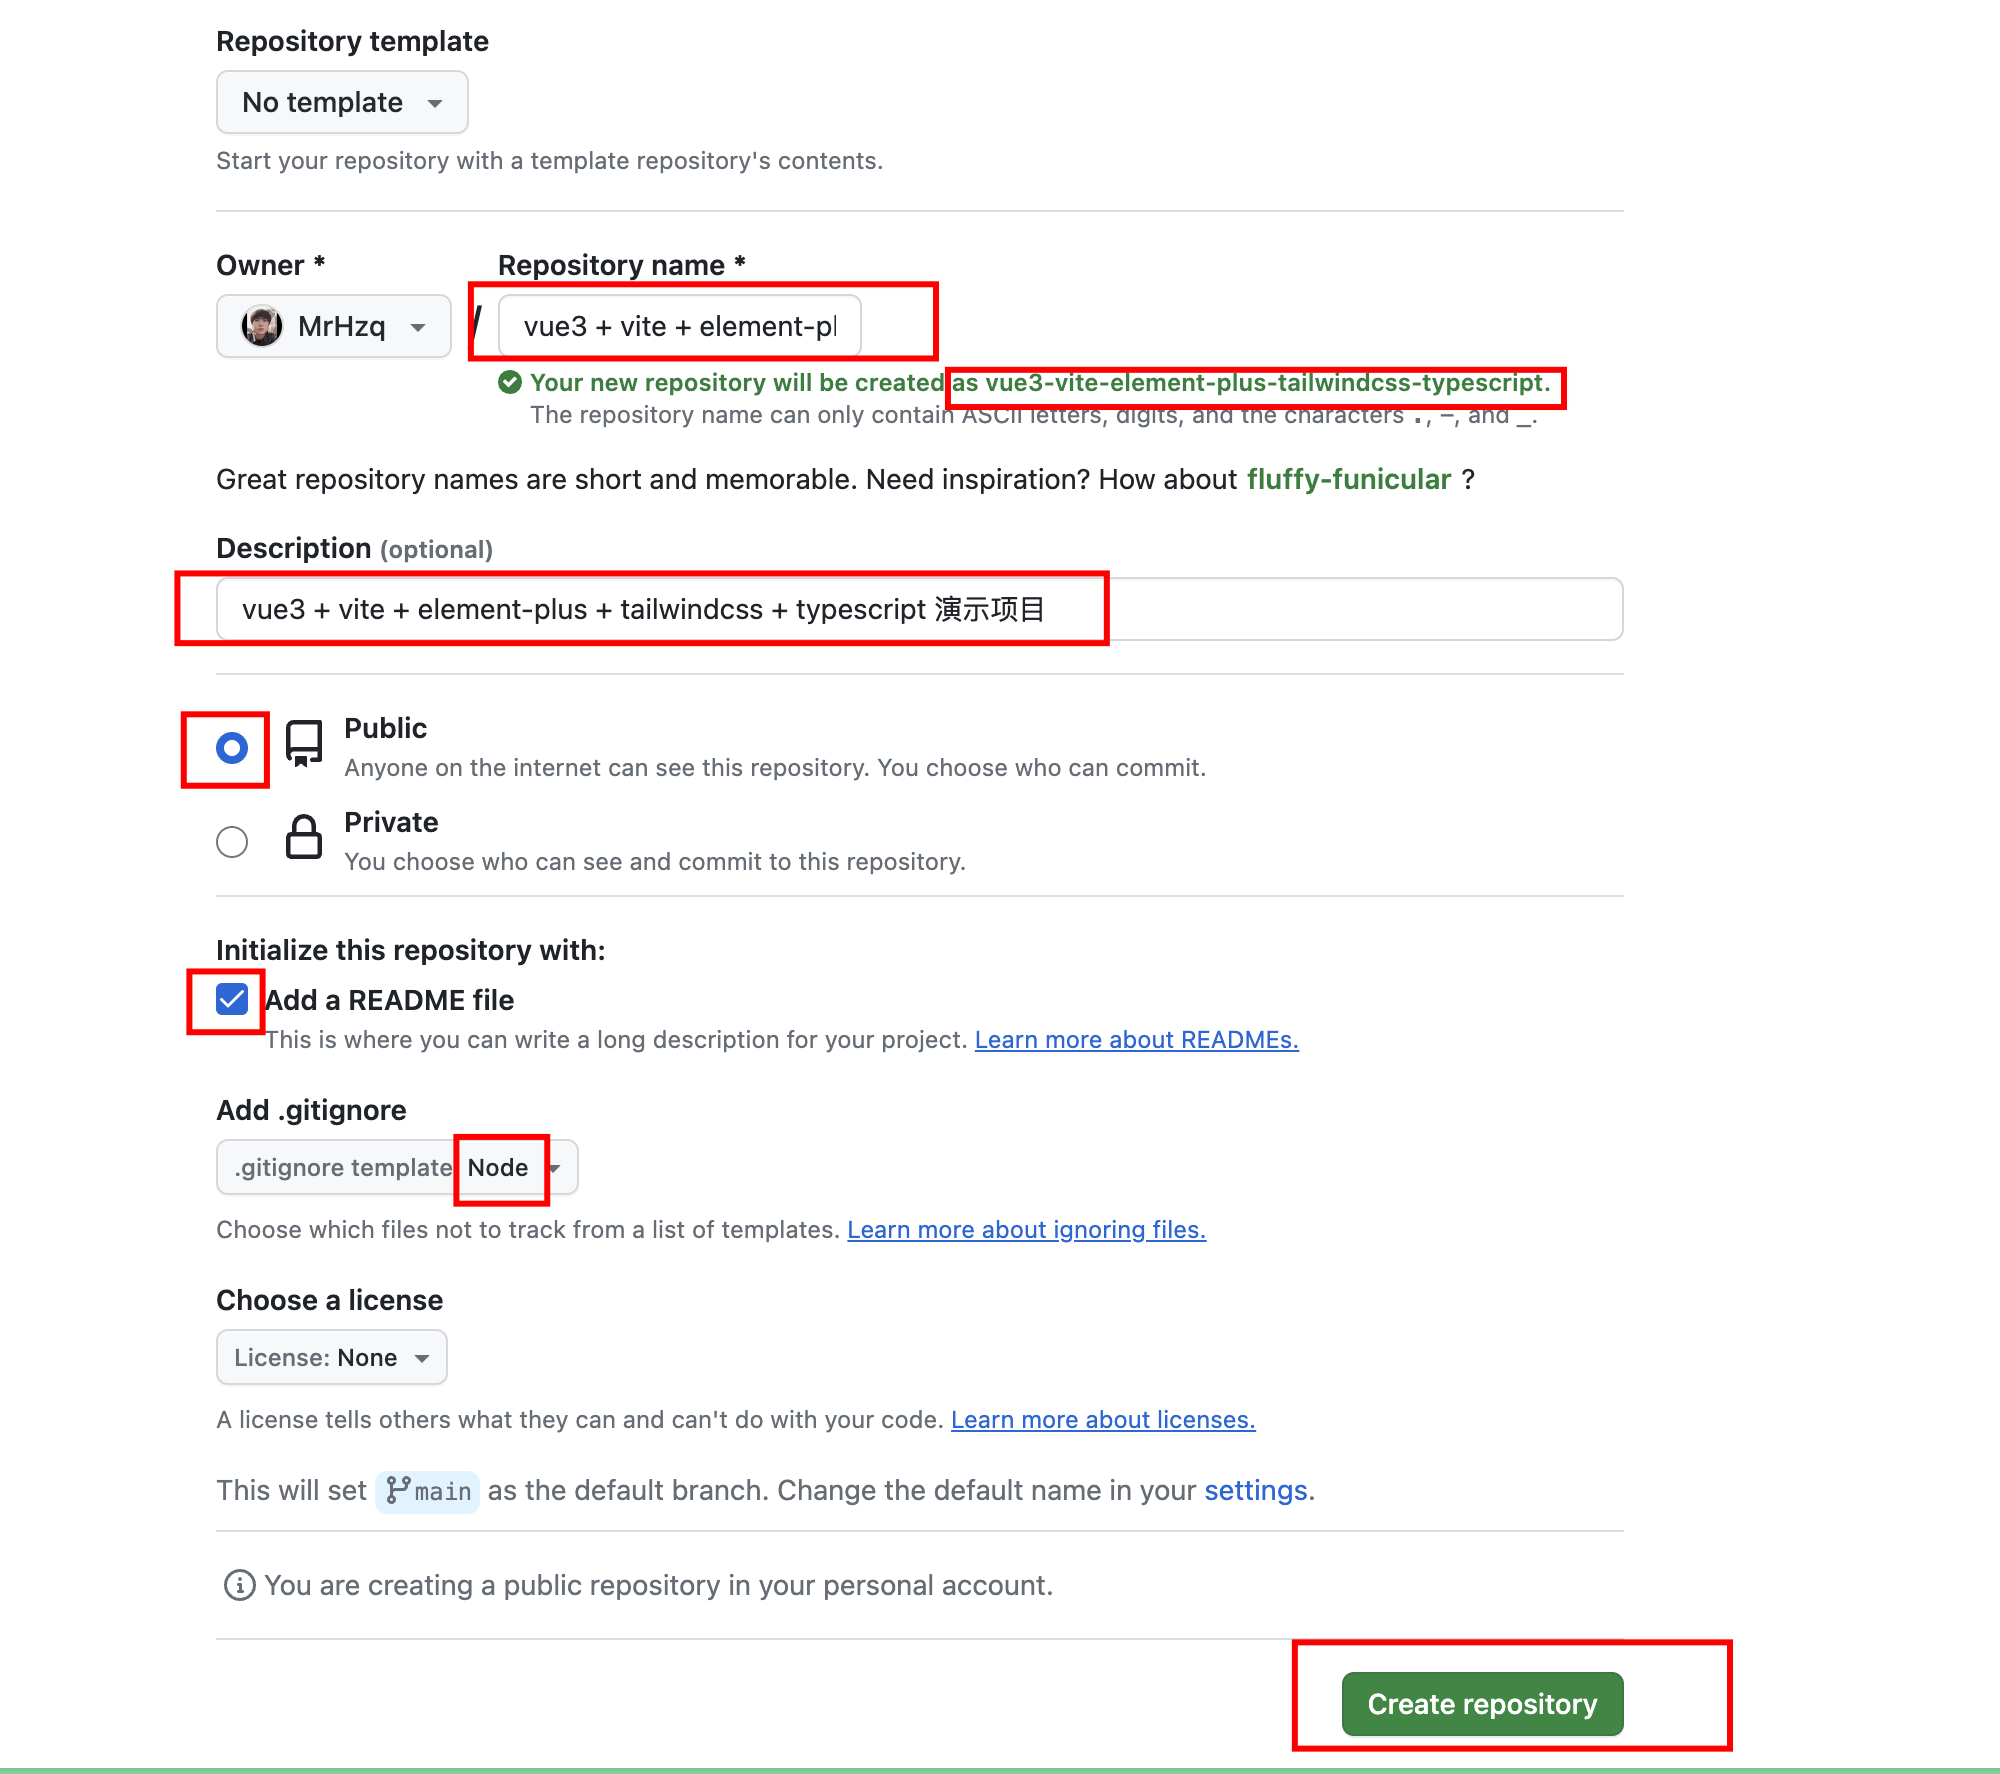 Repository template
No template
Start your repository with a template repository's contents.
Owner * Repository name *
MrHzq / vue3 + vite + element-pl
Your new repository will be created as vue3-vite-element-plus-tailwindcss-typescript.
The repository name can only contain ASCII letters, digits, and the characters ., -, and _.
Great repository names are short and memorable. Need inspiration? How about fluffy-funicular ?
Description (optional)
vue3 + vite + element-plus + tailwindcss + typescript 演示项目
Public
Anyone on the internet can see this repository. You choose who can commit.
Private
You choose who can see and commit to this repository.
Initialize this repository with:
Add a README file
This is where you can write a long description for your project. Learn more about READMEs.
Add .gitignore
.gitignore template Node
Choose which files not to track from a list of templates. Learn more about ignoring files.
Choose a license
License: None
A license tells others what they can and can't do with your code. Learn more about licenses.
This will set main as the default branch. Change the default name in your settings.
You are creating a public repository in your personal account.
Create repository